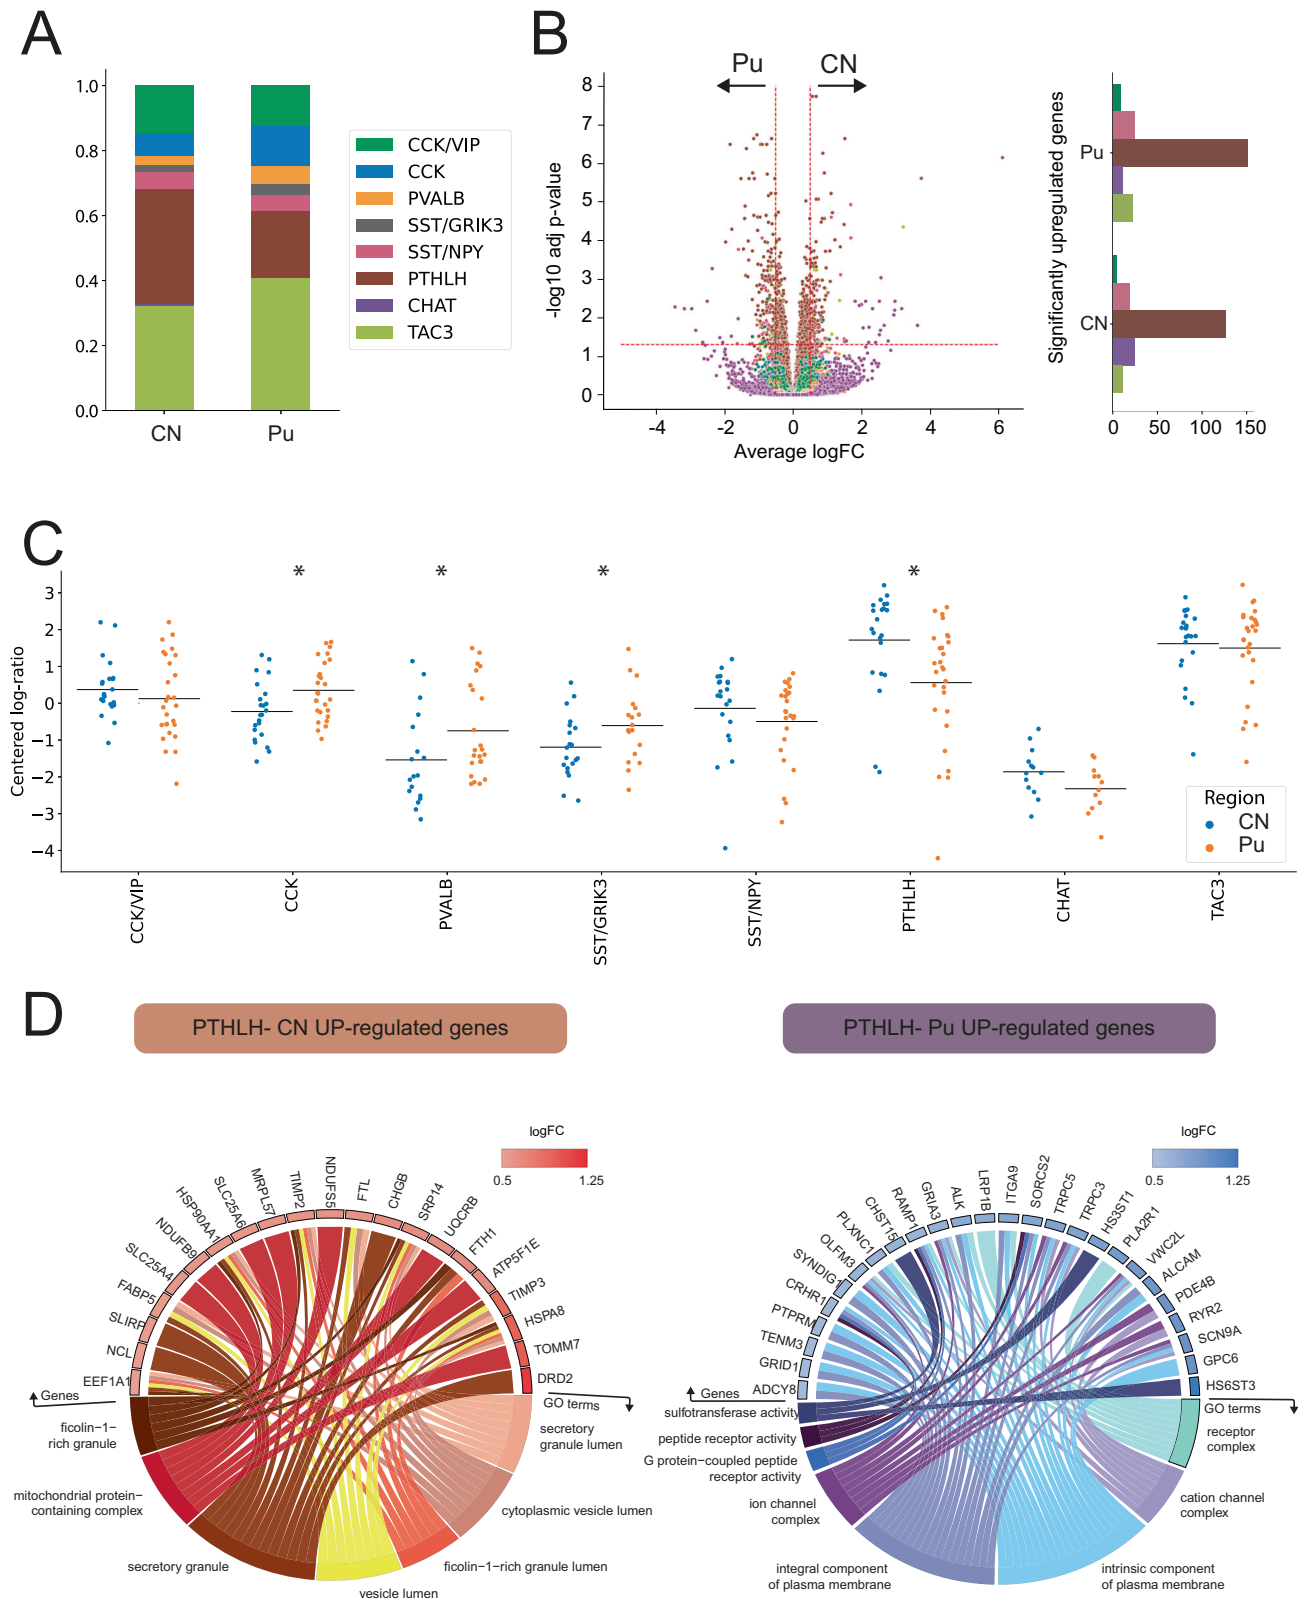 A
1.0
0.8
0.6
0.4
0.2
0.0
CN
Pu
CCK/VIP
CCK
PVALB
SST/GRIK3
SST/NPY
PTHLH
CHAT
TAC3
B
Pu
CN
8
7
6
5
4
3
2
1
0
-log10 adj p-value
-4
-2
0
2
4
6
Average logFC
Significantly upregulated genes
Pu
CN
0
50
100
150
C
*
*
*
*
Centered log-ratio
3
2
1
0
−1
−2
−3
−4
CCK/VIP
CCK
PVALB
SST/GRIK3
SST/NPY
PTHLH
CHAT
TAC3
Region
CN
Pu
D
PTHLH- CN UP-regulated genes
logFC
0.5
1.25
EEF1A1
NCL
SLIRP
FABP5
SLC25A4
NDUFB9
HSP90AA1
SLC25A6
MRPL57
TIMP2
NDUFS5
FTL
CHGB
SRP14
UQCRB
FTH1
ATP5F1E
TIMP3
HSPA8
TOMM7
DRD2
Genes
GO terms
ficolin−1−
rich granule
mitochondrial protein−
containing complex
secretory granule
vesicle lumen
ficolin−1−rich granule lumen
cytoplasmic vesicle lumen
secretory
granule lumen
PTHLH- Pu UP-regulated genes
logFC
0.5
1.25
ADCY8
GRID1
TENM3
PTPRM
CRHR1
SYNDIG1
OLFM3
PLXNC1
CHST15
RAMP1
GRIA3
ALK
LRP1B
ITGA9
SORCS2
TRPC5
TRPC3
HS3ST1
PLA2R1
VWC2L
ALCAM
PDE4B
RYR2
SCN9A
GPC6
HS6ST3
Genes
GO terms
sulfotransferase activity
peptide receptor activity
G protein−coupled peptide
receptor activity
ion channel
complex
integral component
of plasma membrane
intrinsic component
of plasma membrane
cation channel
complex
receptor
complex